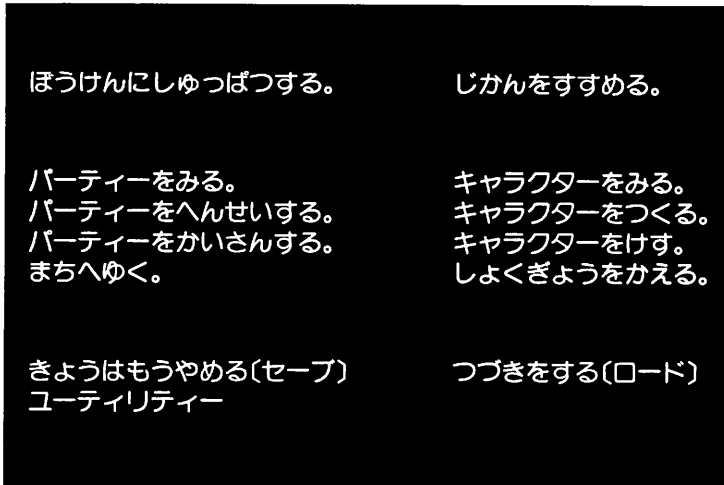 ぼうけんにしゅっぱつする。
じかんをすすめる。
パーティーをみる。
キャラクターをみる。
パーティーをへんせいする。
キャラクターをつくる。
パーティーをかいさんする。
キャラクターをけす。
まちへゆく。
しょくぎょうをかえる。
きょうはもうやめる〔セーブ〕
つづきをする〔ロード〕
ユーティリティー